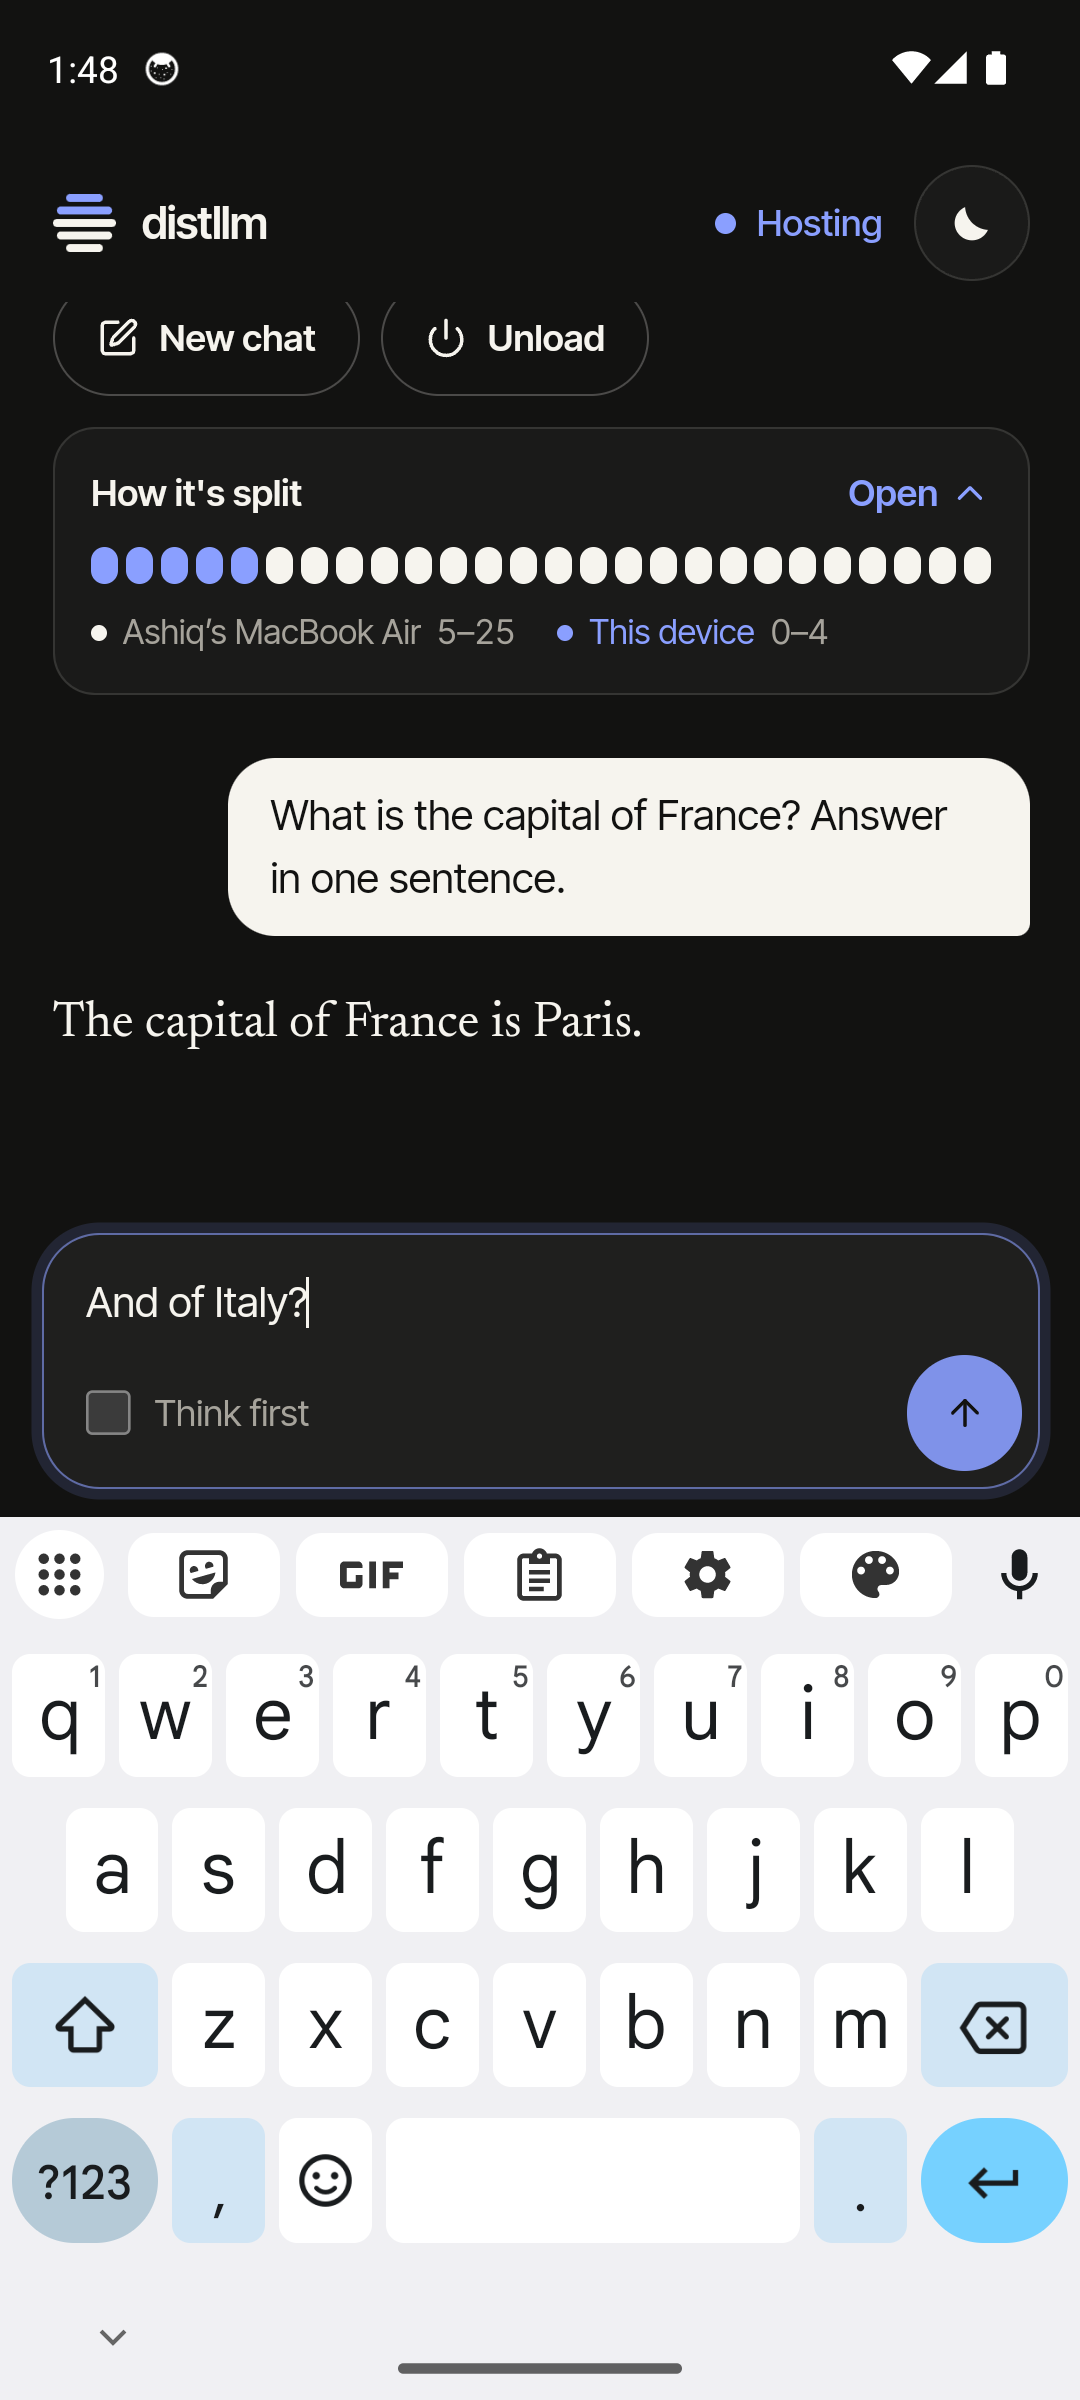 1:48
distllm
Hosting
New chat
Unload
How it's split
Open
Ashiq’s MacBook Air 5–25
This device 0–4
What is the capital of France? Answer
in one sentence.
The capital of France is Paris.
And of Italy?
Think first
GIF
q1 w2 e3 r4 t5 y6 u7 i8 o9 p0
a s d f g h j k l
z x c v b n m
?123 , .